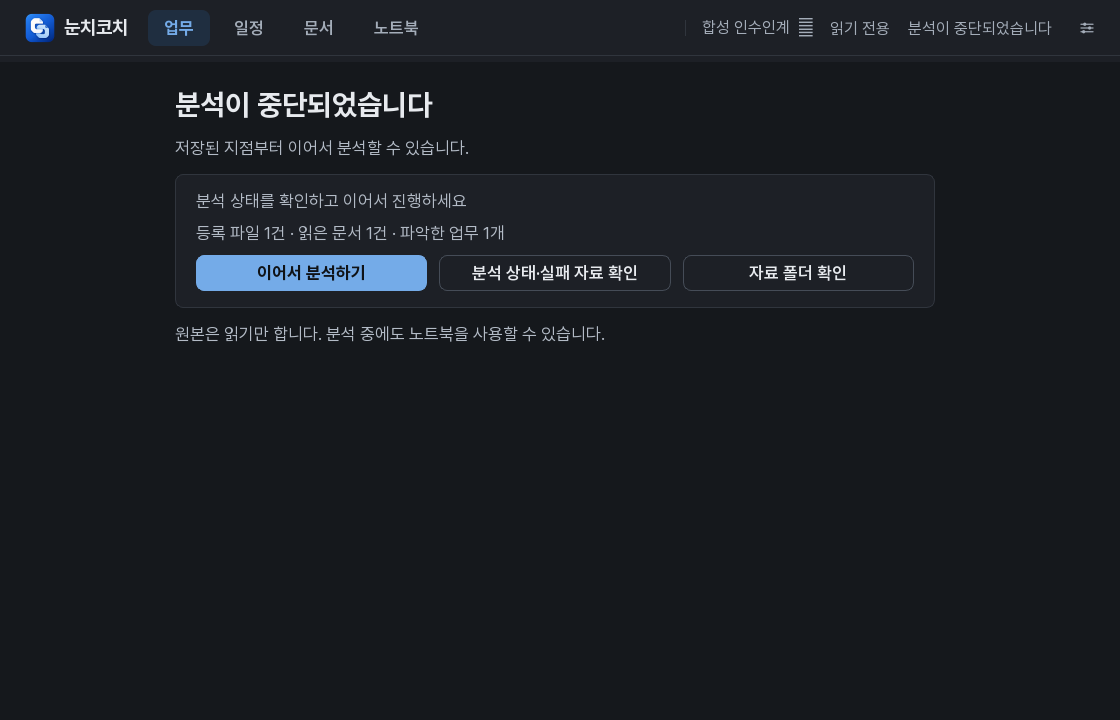 눈치코치
업무
일정
문서
노트북
합성 인수인계
읽기 전용
분석이 중단되었습니다
분석이 중단되었습니다
저장된 지점부터 이어서 분석할 수 있습니다.
분석 상태를 확인하고 이어서 진행하세요
등록 파일 1건 · 읽은 문서 1건 · 파악한 업무 1개
이어서 분석하기
분석 상태·실패 자료 확인
자료 폴더 확인
원본은 읽기만 합니다. 분석 중에도 노트북을 사용할 수 있습니다.